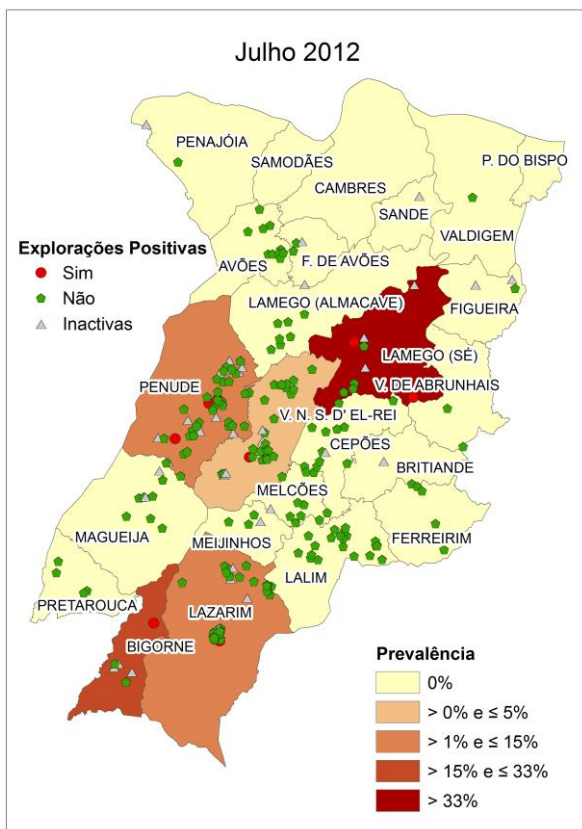 Julho 2012
PENAJÓIA
SAMODÃES
P. DO BISPO
CAMBRES
SANDE
VALDIGEM
Explorações Positivas
Sim
Não
Inactivas
AVÕES
F. DE AVÕES
LAMEGO (ALMACAVE)
FIGUEIRA
LAMEGO (SÉ)
PENUDE
V. DE ABRUNHAIS
V. N. S. D' EL-REI
CEPÕES
BRITIANDE
MELCÕES
MAGUEIJA
MEIJINHOS
FERREIRIM
LALIM
PRETAROUCA
LAZARIM
BIGORNE
Prevalência
0%
> 0% e ≤ 5%
> 1% e ≤ 15%
> 15% e ≤ 33%
> 33%